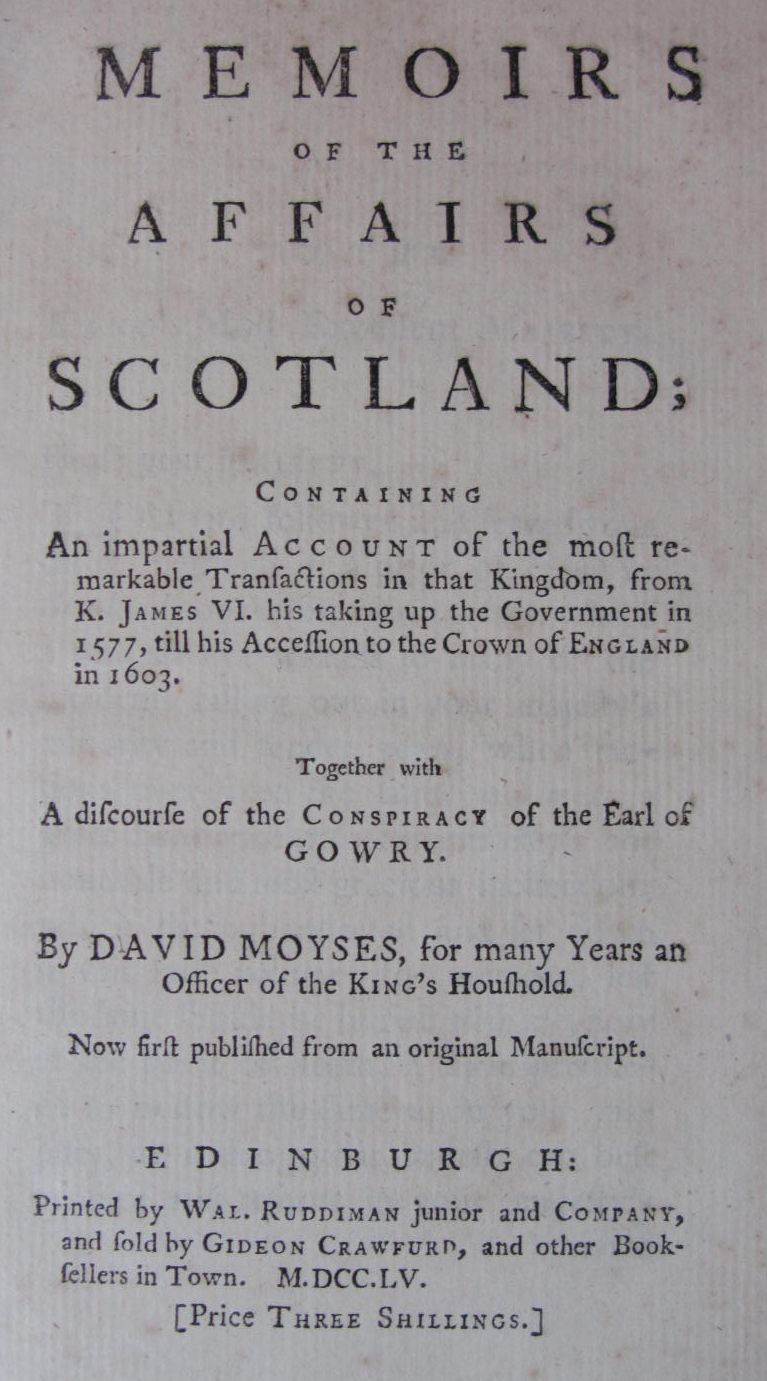 MEMOIRS
OF THE
AFFAIRS
OF
SCOTLAND;
CONTAINING
An impartial ACCOUNT of the moſt re-
markable Tranſactions in that Kingdom, from
K. JAMES VI. his taking up the Government in
1577, till his Acceſſion to the Crown of ENGLAND
in 1603.
Together with
A diſcourſe of the CONSPIRACY of the Earl of
GOWRY.
By DAVID MOYSES, for many Years an
Officer of the KING'S Houſhold.
Now firſt publiſhed from an original Manuſcript.
EDINBURGH:
Printed by WAL. RUDDIMAN junior and COMPANY,
and ſold by GIDEON CRAWFURD, and other Book-
ſellers in Town. M.DCC.LV.
[Price THREE SHILLINGS.]